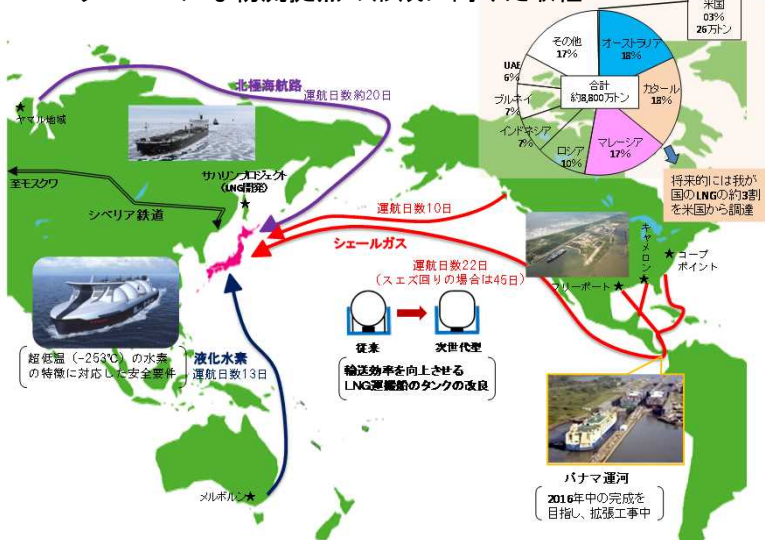 米国
03%
26万トン
その他
17%
オーストラリア
18%
UAE
6%
カタール
18%
合計
約8,800万トン
ブルネイ
7%
インドネシア
7%
ロシア
10%
マレーシア
17%
将来的には我が
国のLNGの約3割
を米国から調達
北極海航路
運航日数約20日
ヤマル地域
サハリンプロジェクト
(LNG開発)
至モスクワ
シベリア鉄道
運航日数10日
シェールガス
運航日数22日
(スエズ回りの場合は45日)
キャメロン
コーブ
ポイント
フリーポート
従来
次世代型
輸送効率を向上させる
LNG運搬船のタンクの改良
超低温(-253℃)の水素
の特徴に対応した安全要件
液化水素
運航日数13日
メルボルン
パナマ運河
2016年中の完成を
目指し、拡張工事中